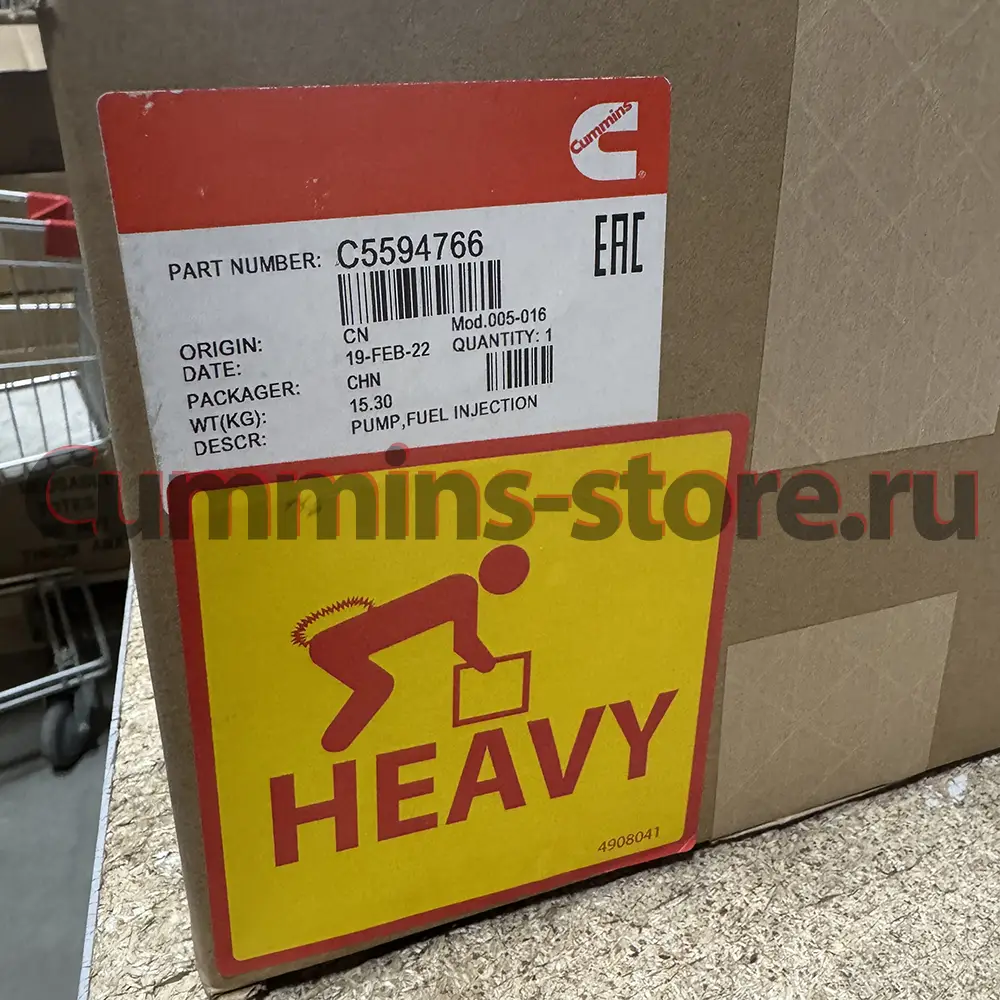 Cummins
EAC
PART NUMBER: C5594766
ORIGIN: CN Mod.005-016
DATE: 19-FEB-22 QUANTITY: 1
PACKAGER: CHN
WT(KG): 15.30
DESCR: PUMP,FUEL INJECTION
Cummins-store.ru
HEAVY
4908041